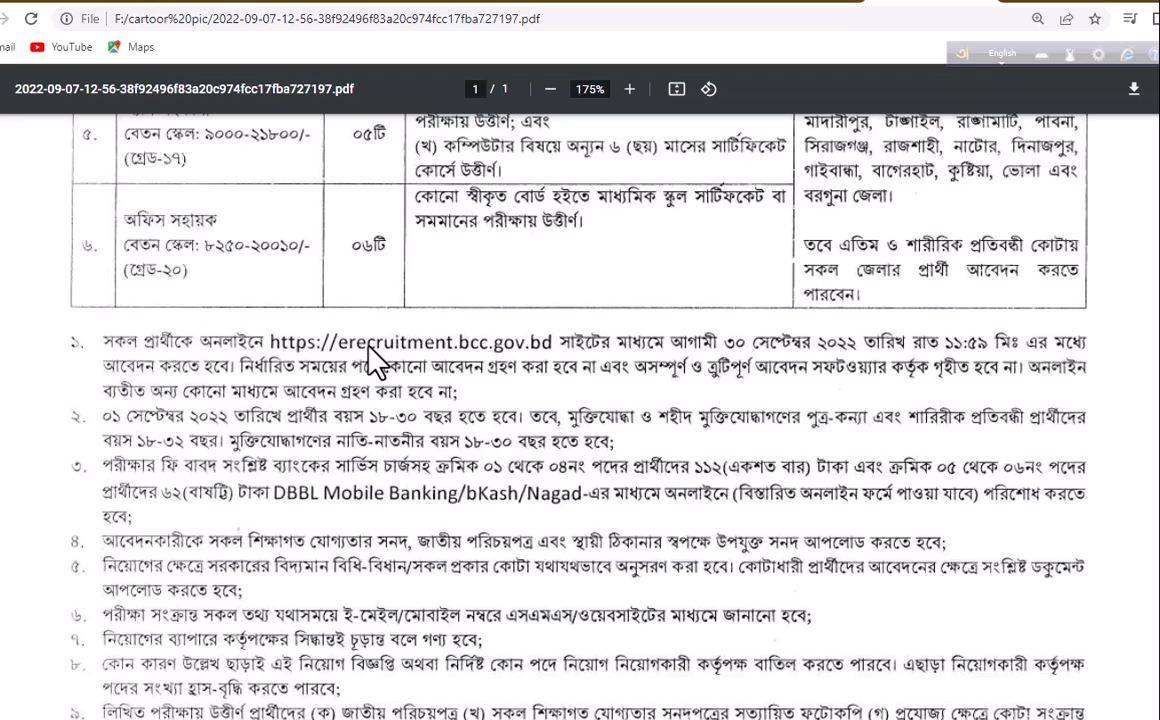 File F:/cartoor%20pic/2022-09-07-12-56-38f92496f83a20c974fcc17fba727197.pdf
mail YouTube Maps
অ English
2022-09-07-12-56-38f92496f83a20c974fcc17fba727197.pdf 1 / 1 175%
পরীক্ষায় উত্তীর্ণ; এবং
(খ) কম্পিউটার বিষয়ে অন্যূন ৬ (ছয়) মাসের সার্টিফিকেট
কোর্সে উত্তীর্ণ।
৫.
বেতন স্কেল: ৯০০০-২১৮০০/-
(গ্রেড-১৭)
০৫টি
মাদারীপুর, টাঙ্গাইল, রাঙ্গামাটি, পাবনা,
সিরাজগঞ্জ, রাজশাহী, নাটোর, দিনাজপুর,
গাইবান্ধা, বাগেরহাট, কুষ্টিয়া, ভোলা এবং
বরগুনা জেলা।
৬.
অফিস সহায়ক
বেতন স্কেল: ৮২৫০-২০০১০/-
(গ্রেড-২০)
০৬টি
কোনো স্বীকৃত বোর্ড হইতে মাধ্যমিক স্কুল সার্টিফকেট বা
সমমানের পরীক্ষায় উত্তীর্ণ।
তবে এতিম ও শারীরিক প্রতিবন্ধী কোটায়
সকল জেলার প্রার্থী আবেদন করতে
পারবেন।
১. সকল প্রার্থীকে অনলাইনে https://erecruitment.bcc.gov.bd সাইটের মাধ্যমে আগামী ৩০ সেপ্টেম্বর ২০২২ তারিখ রাত ১১:৫৯ মিঃ এর মধ্যে
আবেদন করতে হবে। নির্ধারিত সময়ের কোনো আবেদন গ্রহণ করা হবে না এবং অসম্পূর্ণ ও ত্রুটিপূর্ণ আবেদন সফটওয়্যার কর্তৃক গৃহীত হবে না। অনলাইন
ব্যতীত অন্য কোনো মাধ্যমে আবেদন গ্রহণ করা হবে না;
২. ০১ সেপ্টেম্বর ২০২২ তারিখে প্রার্থীর বয়স ১৮-৩০ বছর হতে হবে। তবে, মুক্তিযোদ্ধা ও শহীদ মুক্তিযোদ্ধাগণের পুত্র-কন্যা এবং শারিরীক প্রতিবন্ধী প্রার্থীদের
বয়স ১৮-৩২ বছর। মুক্তিযোদ্ধাগণের নাতি-নাতনীর বয়স ১৮-৩০ বছর হতে হবে;
৩. পরীক্ষার ফি বাবদ সংশ্লিষ্ট ব্যাংকের সার্ভিস চার্জসহ ক্রমিক ০১ থেকে ০৪নং পদের প্রার্থীদের ১১২(একশত বার) টাকা এবং ক্রমিক ০৫ থেকে ০৬নং পদের
প্রার্থীদের ৬২(বাষট্টি) টাকা DBBL Mobile Banking/bKash/Nagad-এর মাধ্যমে অনলাইনে (বিস্তারিত অনলাইন ফর্মে পাওয়া যাবে) পরিশোধ করতে
হবে;
৪. আবেদনকারীকে সকল শিক্ষাগত যোগ্যতার সনদ, জাতীয় পরিচয়পত্র এবং স্থায়ী ঠিকানার স্বপক্ষে উপযুক্ত সনদ আপলোড করতে হবে;
৫. নিয়োগের ক্ষেত্রে সরকারের বিদ্যমান বিধি-বিধান/সকল প্রকার কোটা যথাযথভাবে অনুসরণ করা হবে। কোটাধারী প্রার্থীদের আবেদনের ক্ষেত্রে সংশ্লিষ্ট ডকুমেন্ট
আপলোড করতে হবে;
৬. পরীক্ষা সংক্রান্ত সকল তথ্য যথাসময়ে ই-মেইল/মোবাইল নম্বরে এসএমএস/ওয়েবসাইটের মাধ্যমে জানানো হবে;
৭. নিয়োগের ব্যাপারে কর্তৃপক্ষের সিদ্ধান্তই চূড়ান্ত বলে গণ্য হবে;
৮. কোন কারণ উল্লেখ ছাড়াই এই নিয়োগ বিজ্ঞপ্তি অথবা নির্দিষ্ট কোন পদে নিয়োগ নিয়োগকারী কর্তৃপক্ষ বাতিল করতে পারবে। এছাড়া নিয়োগকারী কর্তৃপক্ষ
পদের সংখ্যা হ্রাস-বৃদ্ধি করতে পারবে;
৯. লিখিত পরীক্ষায় উত্তীর্ণ প্রার্থীদের (ক) জাতীয় পরিচয়পত্র (খ) সকল শিক্ষাগত যোগ্যতার সনদপত্রের সত্যায়িত ফটোকপি (গ) প্রযোজ্য ক্ষেত্রে কোটা সংক্রান্ত